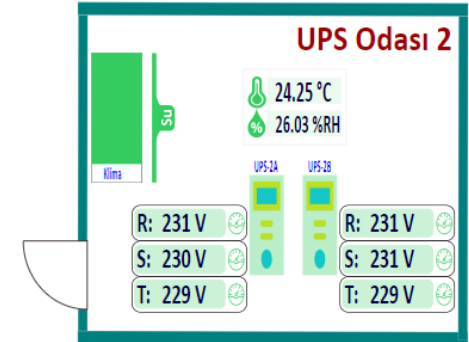 UPS Odası 2
24.25 °C
% 26.03 %RH
Su
Klima
UPS-2A UPS-2B
R: 231 V R: 231 V
S: 230 V S: 231 V
T: 229 V T: 229 V